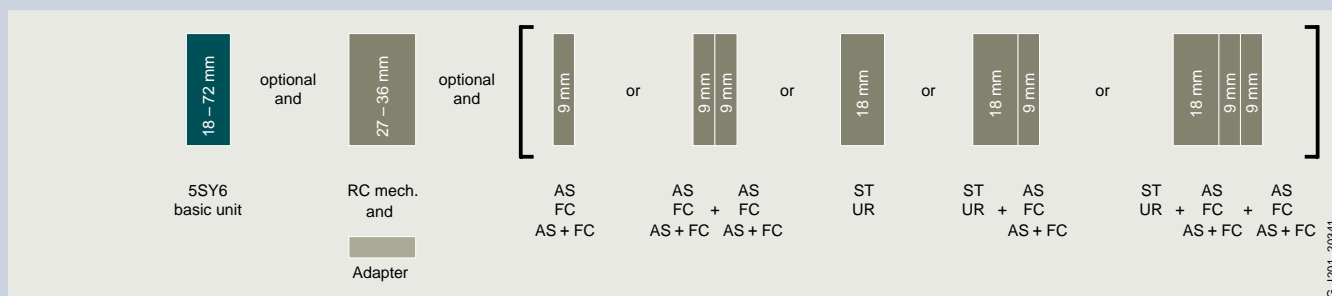 18 – 72 mm
optional
and
27 – 36 mm
optional
and
9 mm
or
9 mm
9 mm
or
18 mm
or
18 mm
9 mm
or
18 mm
9 mm
9 mm
5SY6
basic unit
RC mech.
and
Adapter
AS
FC
AS + FC
AS AS
FC + FC
AS + FC AS + FC
ST
UR
ST AS
UR + FC
AS + FC
ST AS AS
UR + FC + FC
AS + FC AS + FC